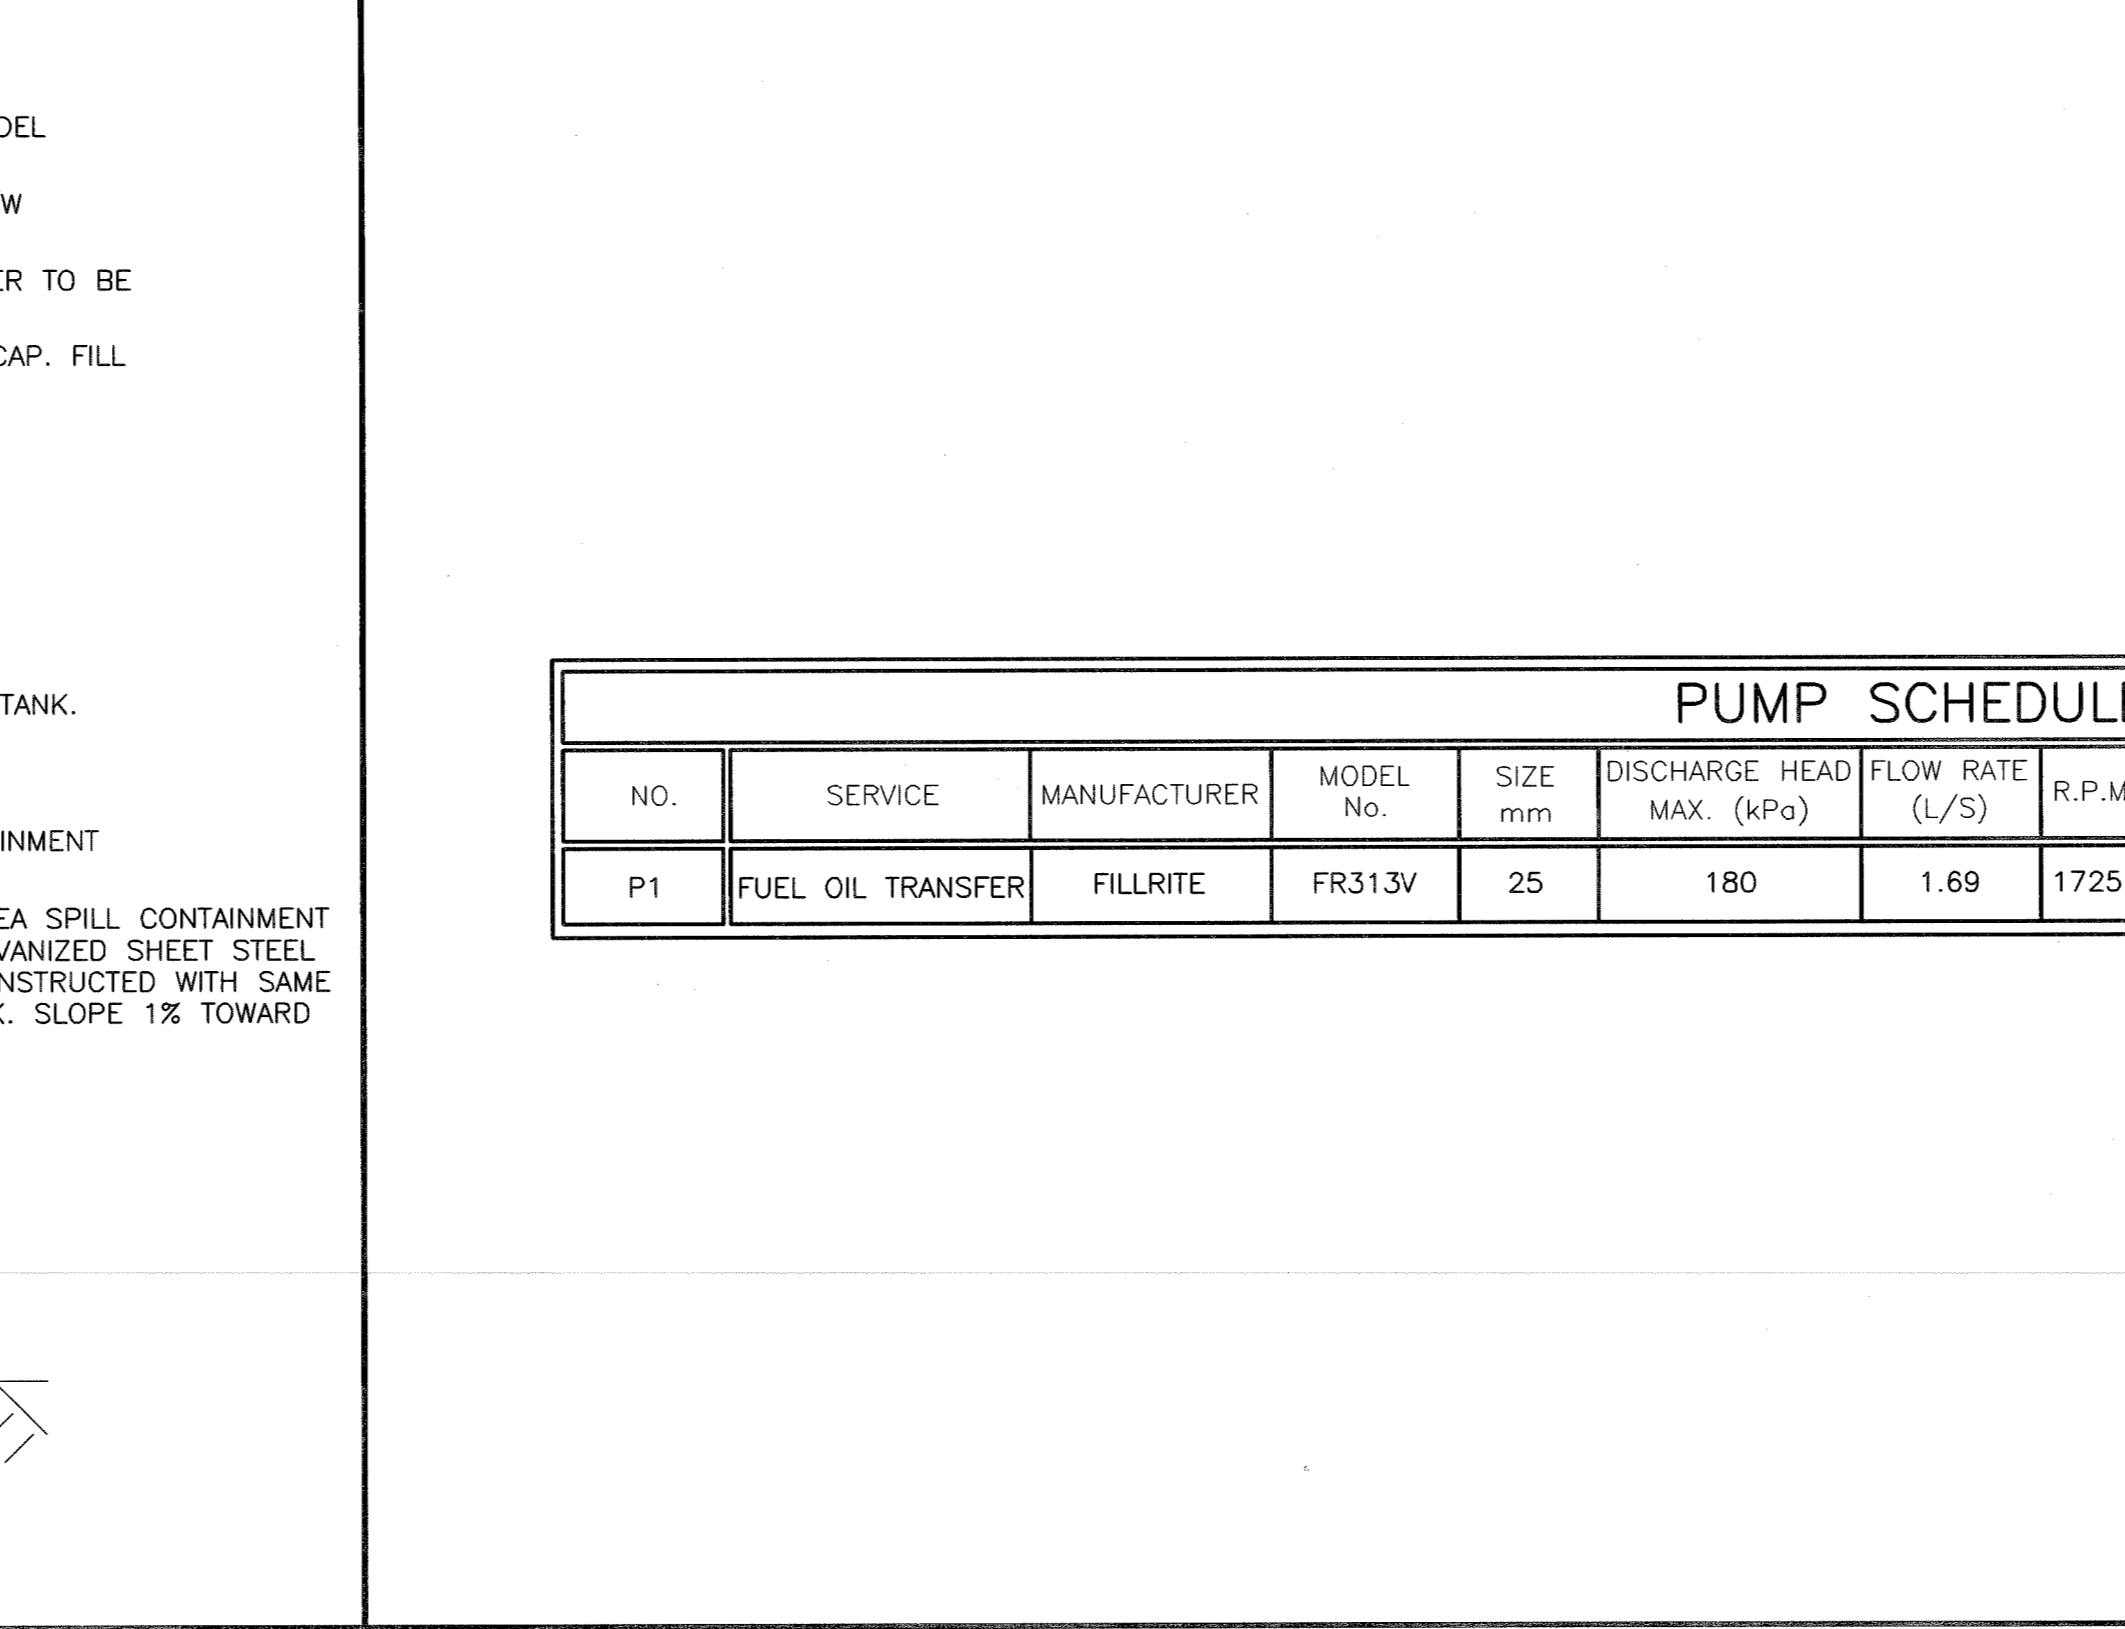 DEL
W
ER TO BE
CAP. FILL
TANK.
INMENT
EA SPILL CONTAINMENT
VANIZED SHEET STEEL
NSTRUCTED WITH SAME
K. SLOPE 1% TOWARD
PUMP SCHEDULE
NO.
SERVICE
MANUFACTURER
MODEL
No.
SIZE
mm
DISCHARGE HEAD
MAX. (kPa)
FLOW RATE
(L/S)
R.P.M
P1
FUEL OIL TRANSFER
FILLRITE
FR313V
25
180
1.69
1725